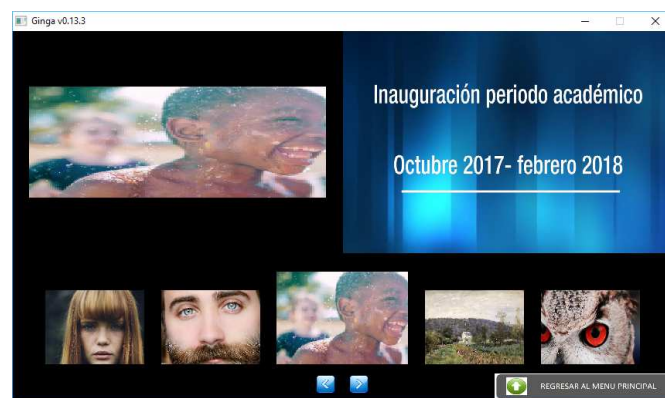 Ginga v0.13.3
Inauguración periodo académico
Octubre 2017- febrero 2018
REGRESAR AL MENU PRINCIPAL